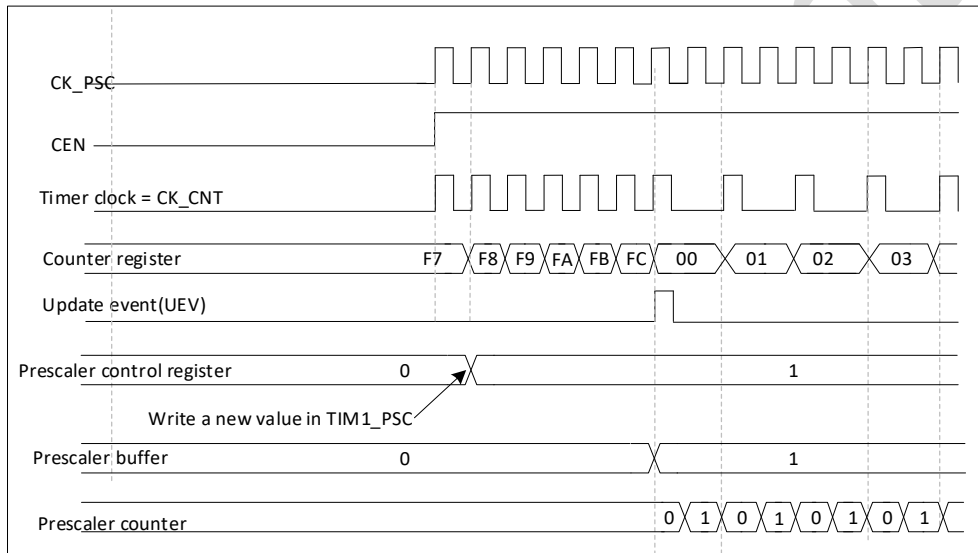 CK_PSC
CEN
Timer clock = CK_CNT
Counter register F7 F8 F9 FA FB FC 00 01 02 03
Update event(UEV)
Prescaler control register 0 1
Write a new value in TIM1_PSC
Prescaler buffer 0 1
Prescaler counter 0 1 0 1 0 1 0 1